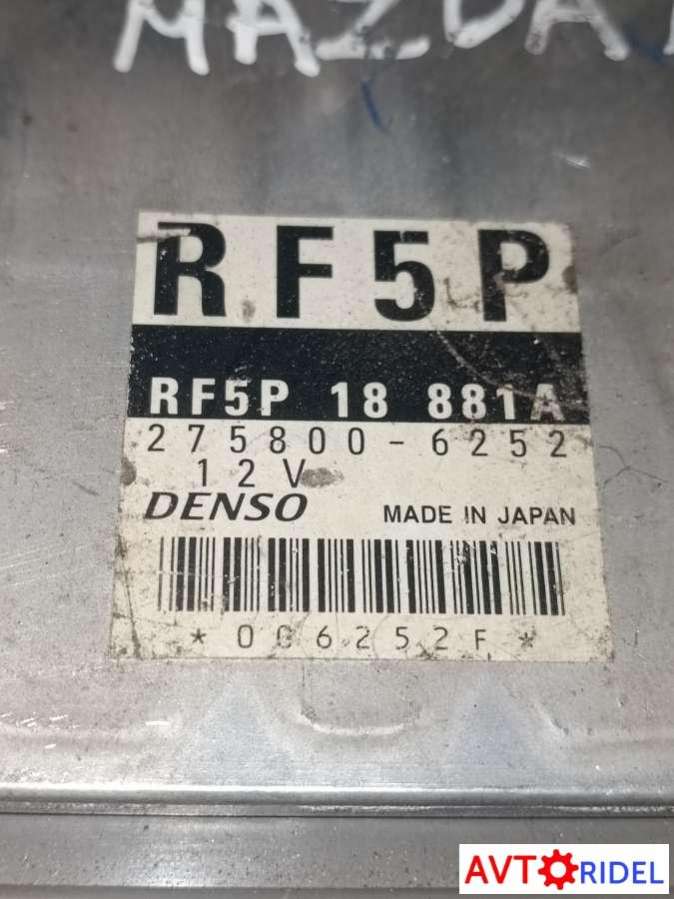 MAZDA
RF5P
RF5P 18 881A
275800-6252
12V
DENSO MADE IN JAPAN
*006252F*
AVTORIDEL